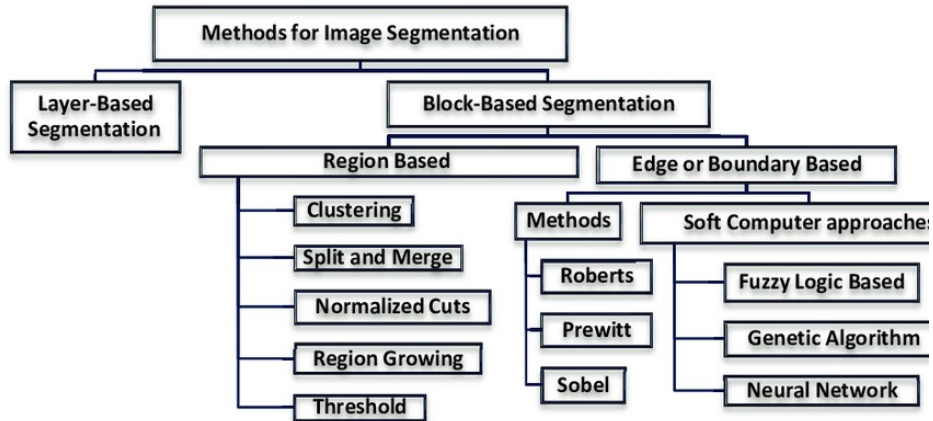 Methods for Image Segmentation
Layer-Based
Segmentation
Block-Based Segmentation
Region Based
Edge or Boundary Based
Clustering
Split and Merge
Normalized Cuts
Region Growing
Threshold
Methods
Roberts
Prewitt
Sobel
Soft Computer approaches
Fuzzy Logic Based
Genetic Algorithm
Neural Network